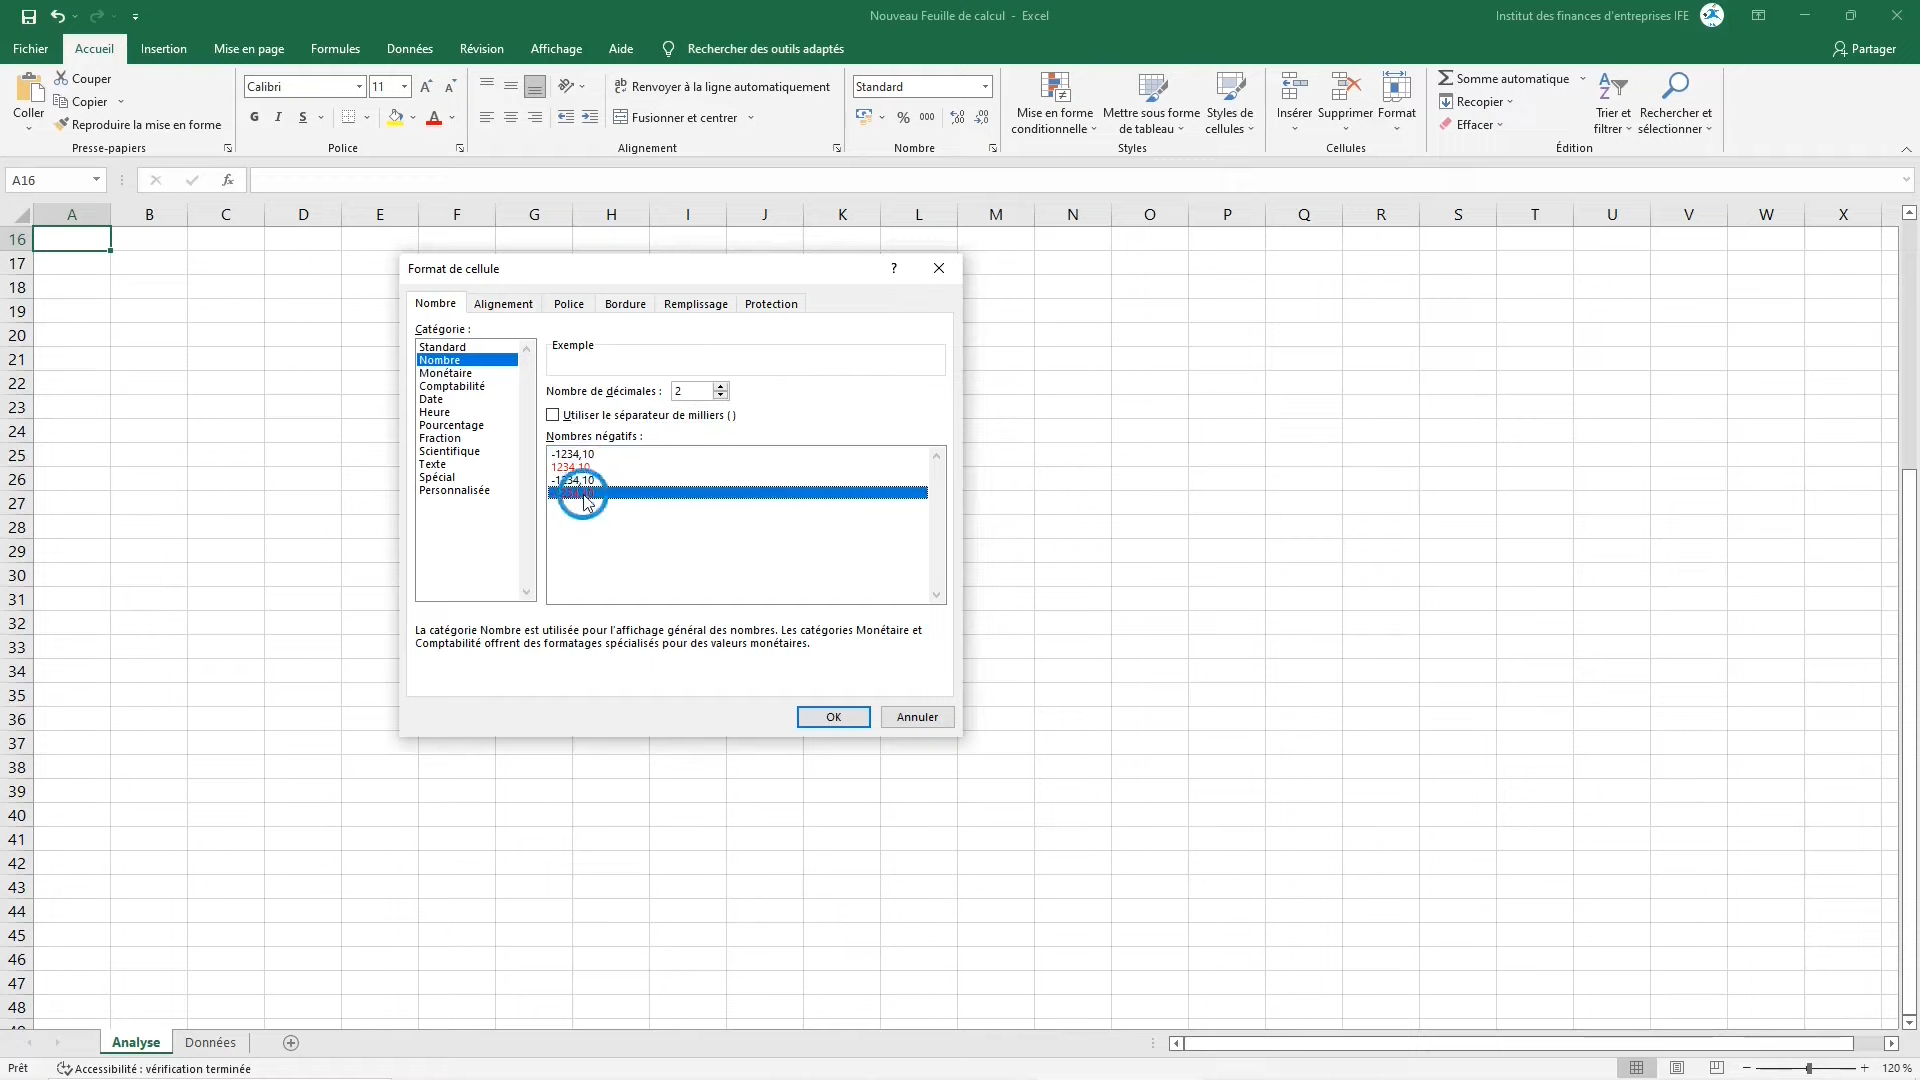 Nouveau Feuille de calcul - Excel
Institut des finances d'entreprises IFE
Fichier
Accueil
Insertion
Mise en page
Formules
Données
Révision
Affichage
Aide
Rechercher des outils adaptés
Partager
Coller
Couper
Copier
Reproduire la mise en forme
Presse-papiers
Calibri
11
G
I
S
Police
Renvoyer à la ligne automatiquement
Fusionner et centrer
Alignement
Standard
%
000
Nombre
Mise en forme
conditionnelle
Mettre sous forme
de tableau
Styles de
cellules
Styles
Insérer
Supprimer
Format
Cellules
Somme automatique
Recopier
Effacer
Trier et
filtrer
Rechercher et
sélectionner
Édition
A16
fx
A B C D E F G H I J K L M N O P Q R S T U V W X
16
17
18
19
20
21
22
23
24
25
26
27
28
29
30
31
32
33
34
35
36
37
38
39
40
41
42
43
44
45
46
47
48
Format de cellule
?
Nombre
Alignement
Police
Bordure
Remplissage
Protection
Catégorie :
Standard
Nombre
Monétaire
Comptabilité
Date
Heure
Pourcentage
Fraction
Scientifique
Texte
Spécial
Personnalisée
Exemple
Nombre de décimales : 2
Utiliser le séparateur de milliers ( )
Nombres négatifs :
-1234,10
1234,10
-1234,10
La catégorie Nombre est utilisée pour l'affichage général des nombres. Les catégories Monétaire et
Comptabilité offrent des formatages spécialisés pour des valeurs monétaires.
OK
Annuler
Analyse
Données
Prêt
Accessibilité : vérification terminée
120 %